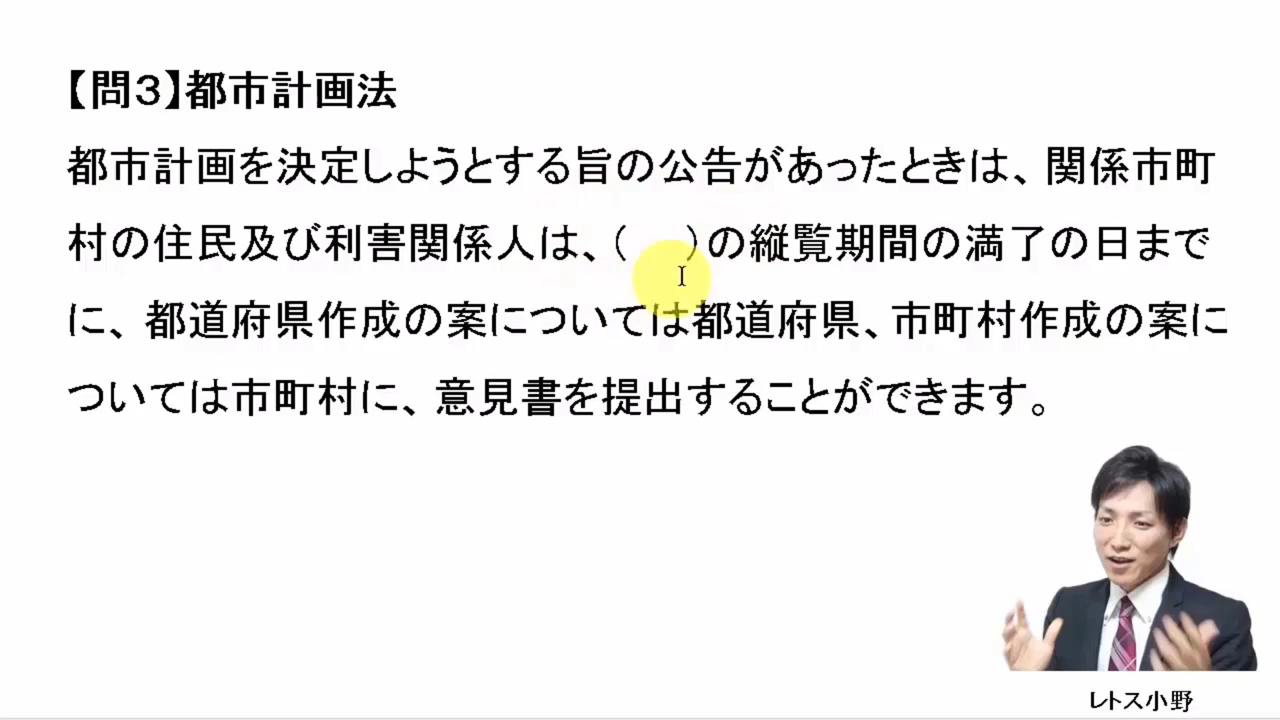 【問３】都市計画法
都市計画を決定しようとする旨の公告があったときは、関係市町
村の住民及び利害関係人は、（　）の縦覧期間の満了の日まで
に、都道府県作成の案については都道府県、市町村作成の案に
ついては市町村に、意見書を提出することができます。
レトス小野